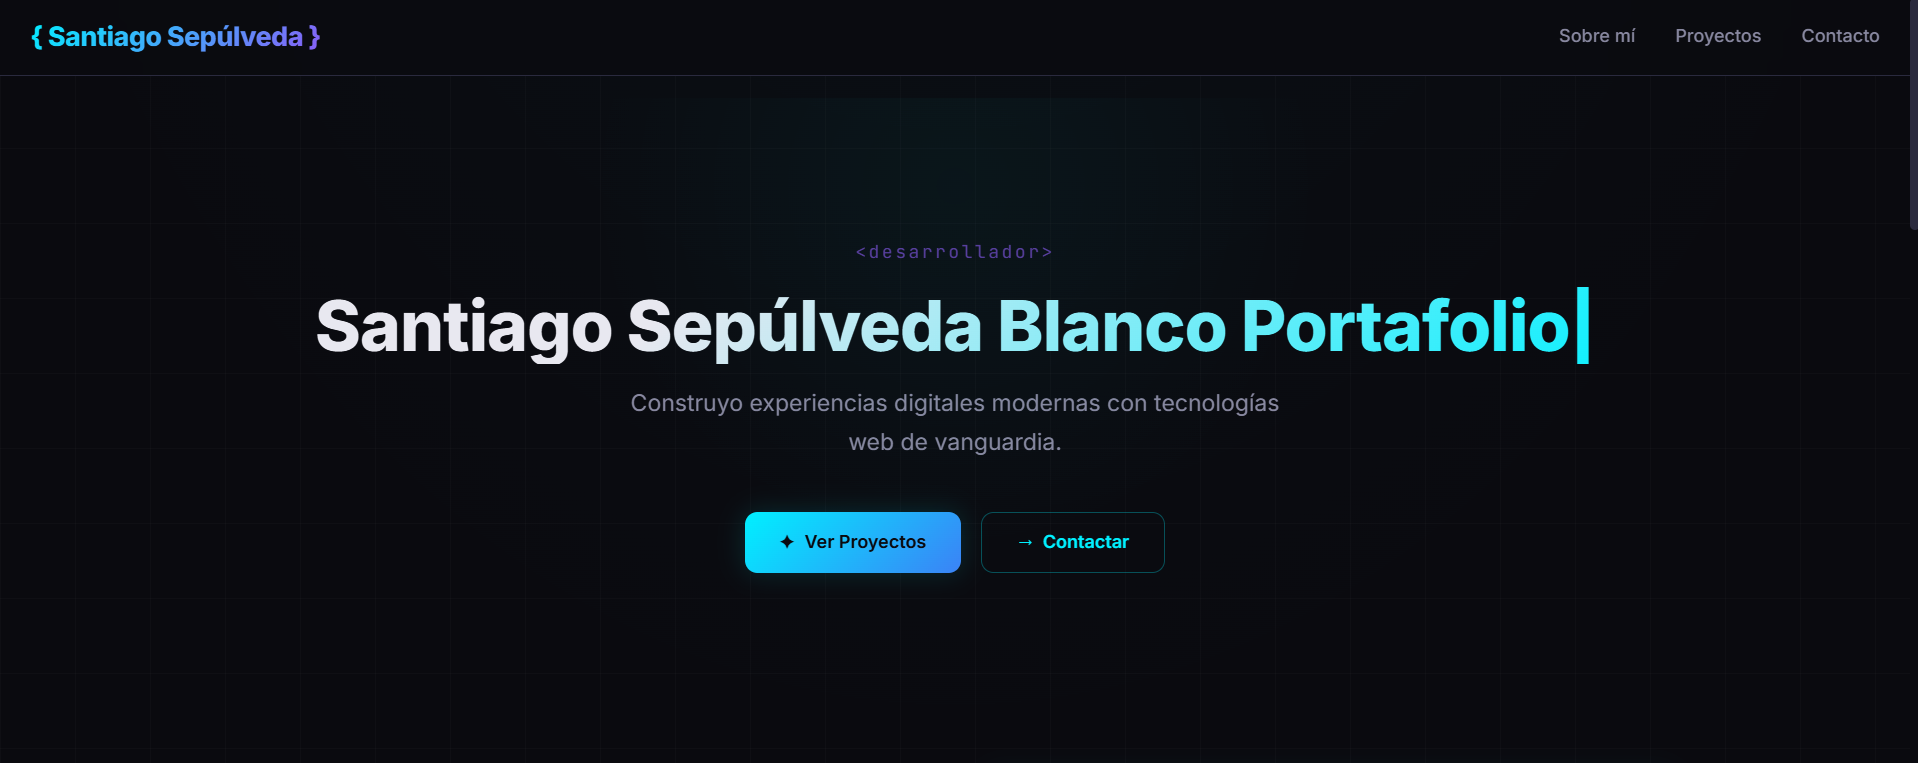 { Santiago Sepúlveda }
Sobre mí
Proyectos
Contacto
<desarrollador>
Santiago Sepúlveda Blanco Portafolio|
Construyo experiencias digitales modernas con tecnologías
web de vanguardia.
✦ Ver Proyectos
→ Contactar